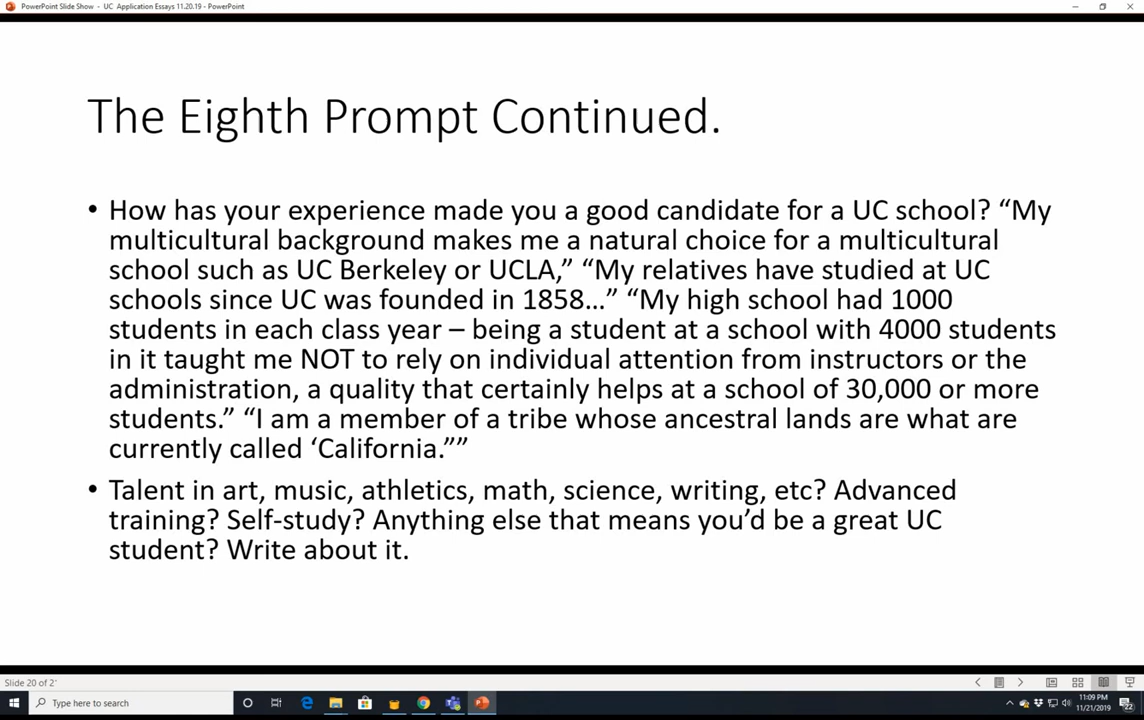 PowerPoint Slide Show - UC Application Essays 11.20.19 - PowerPoint
The Eighth Prompt Continued.
• How has your experience made you a good candidate for a UC school? “My
multicultural background makes me a natural choice for a multicultural
school such as UC Berkeley or UCLA,” “My relatives have studied at UC
schools since UC was founded in 1858…” “My high school had 1000
students in each class year – being a student at a school with 4000 students
in it taught me NOT to rely on individual attention from instructors or the
administration, a quality that certainly helps at a school of 30,000 or more
students.” “I am a member of a tribe whose ancestral lands are what are
currently called ‘California.””
• Talent in art, music, athletics, math, science, writing, etc? Advanced
training? Self-study? Anything else that means you’d be a great UC
student? Write about it.
Slide 20 of 2
Type here to search
11:09 PM
11/21/2019
22